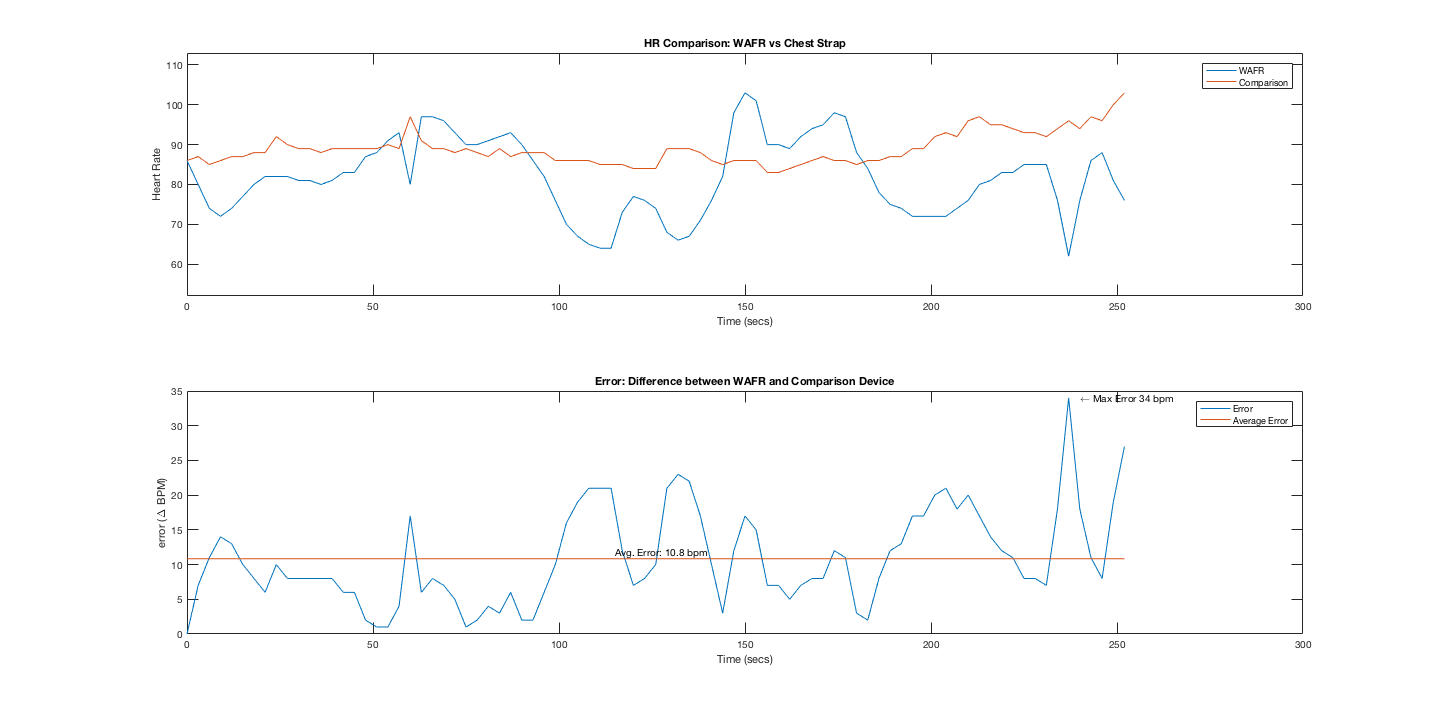 HR Comparison: WAFR vs Chest Strap
110
100
90
80
70
60
Heart Rate
WAFR
Comparison
0 50 100 150 200 250 300
Time (secs)
Error: Difference between WAFR and Comparison Device
35
30
25
20
15
10
5
0
error (Δ BPM)
← Max Error 34 bpm
Error
Average Error
Avg. Error: 10.8 bpm
0 50 100 150 200 250 300
Time (secs)